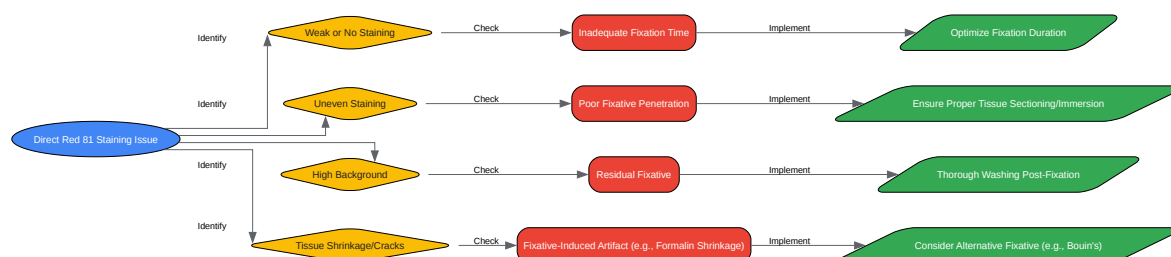 Identify
Weak or No Staining
Check
Inadequate Fixation Time
Implement
Optimize Fixation Duration
Identify
Uneven Staining
Check
Poor Fixative Penetration
Implement
Ensure Proper Tissue Sectioning/Immersion
Direct Red 81 Staining Issue
Identify
High Background
Check
Residual Fixative
Implement
Thorough Washing Post-Fixation
Identify
Tissue Shrinkage/Cracks
Check
Fixative-Induced Artifact (e.g., Formalin Shrinkage)
Implement
Consider Alternative Fixative (e.g., Bouin's)